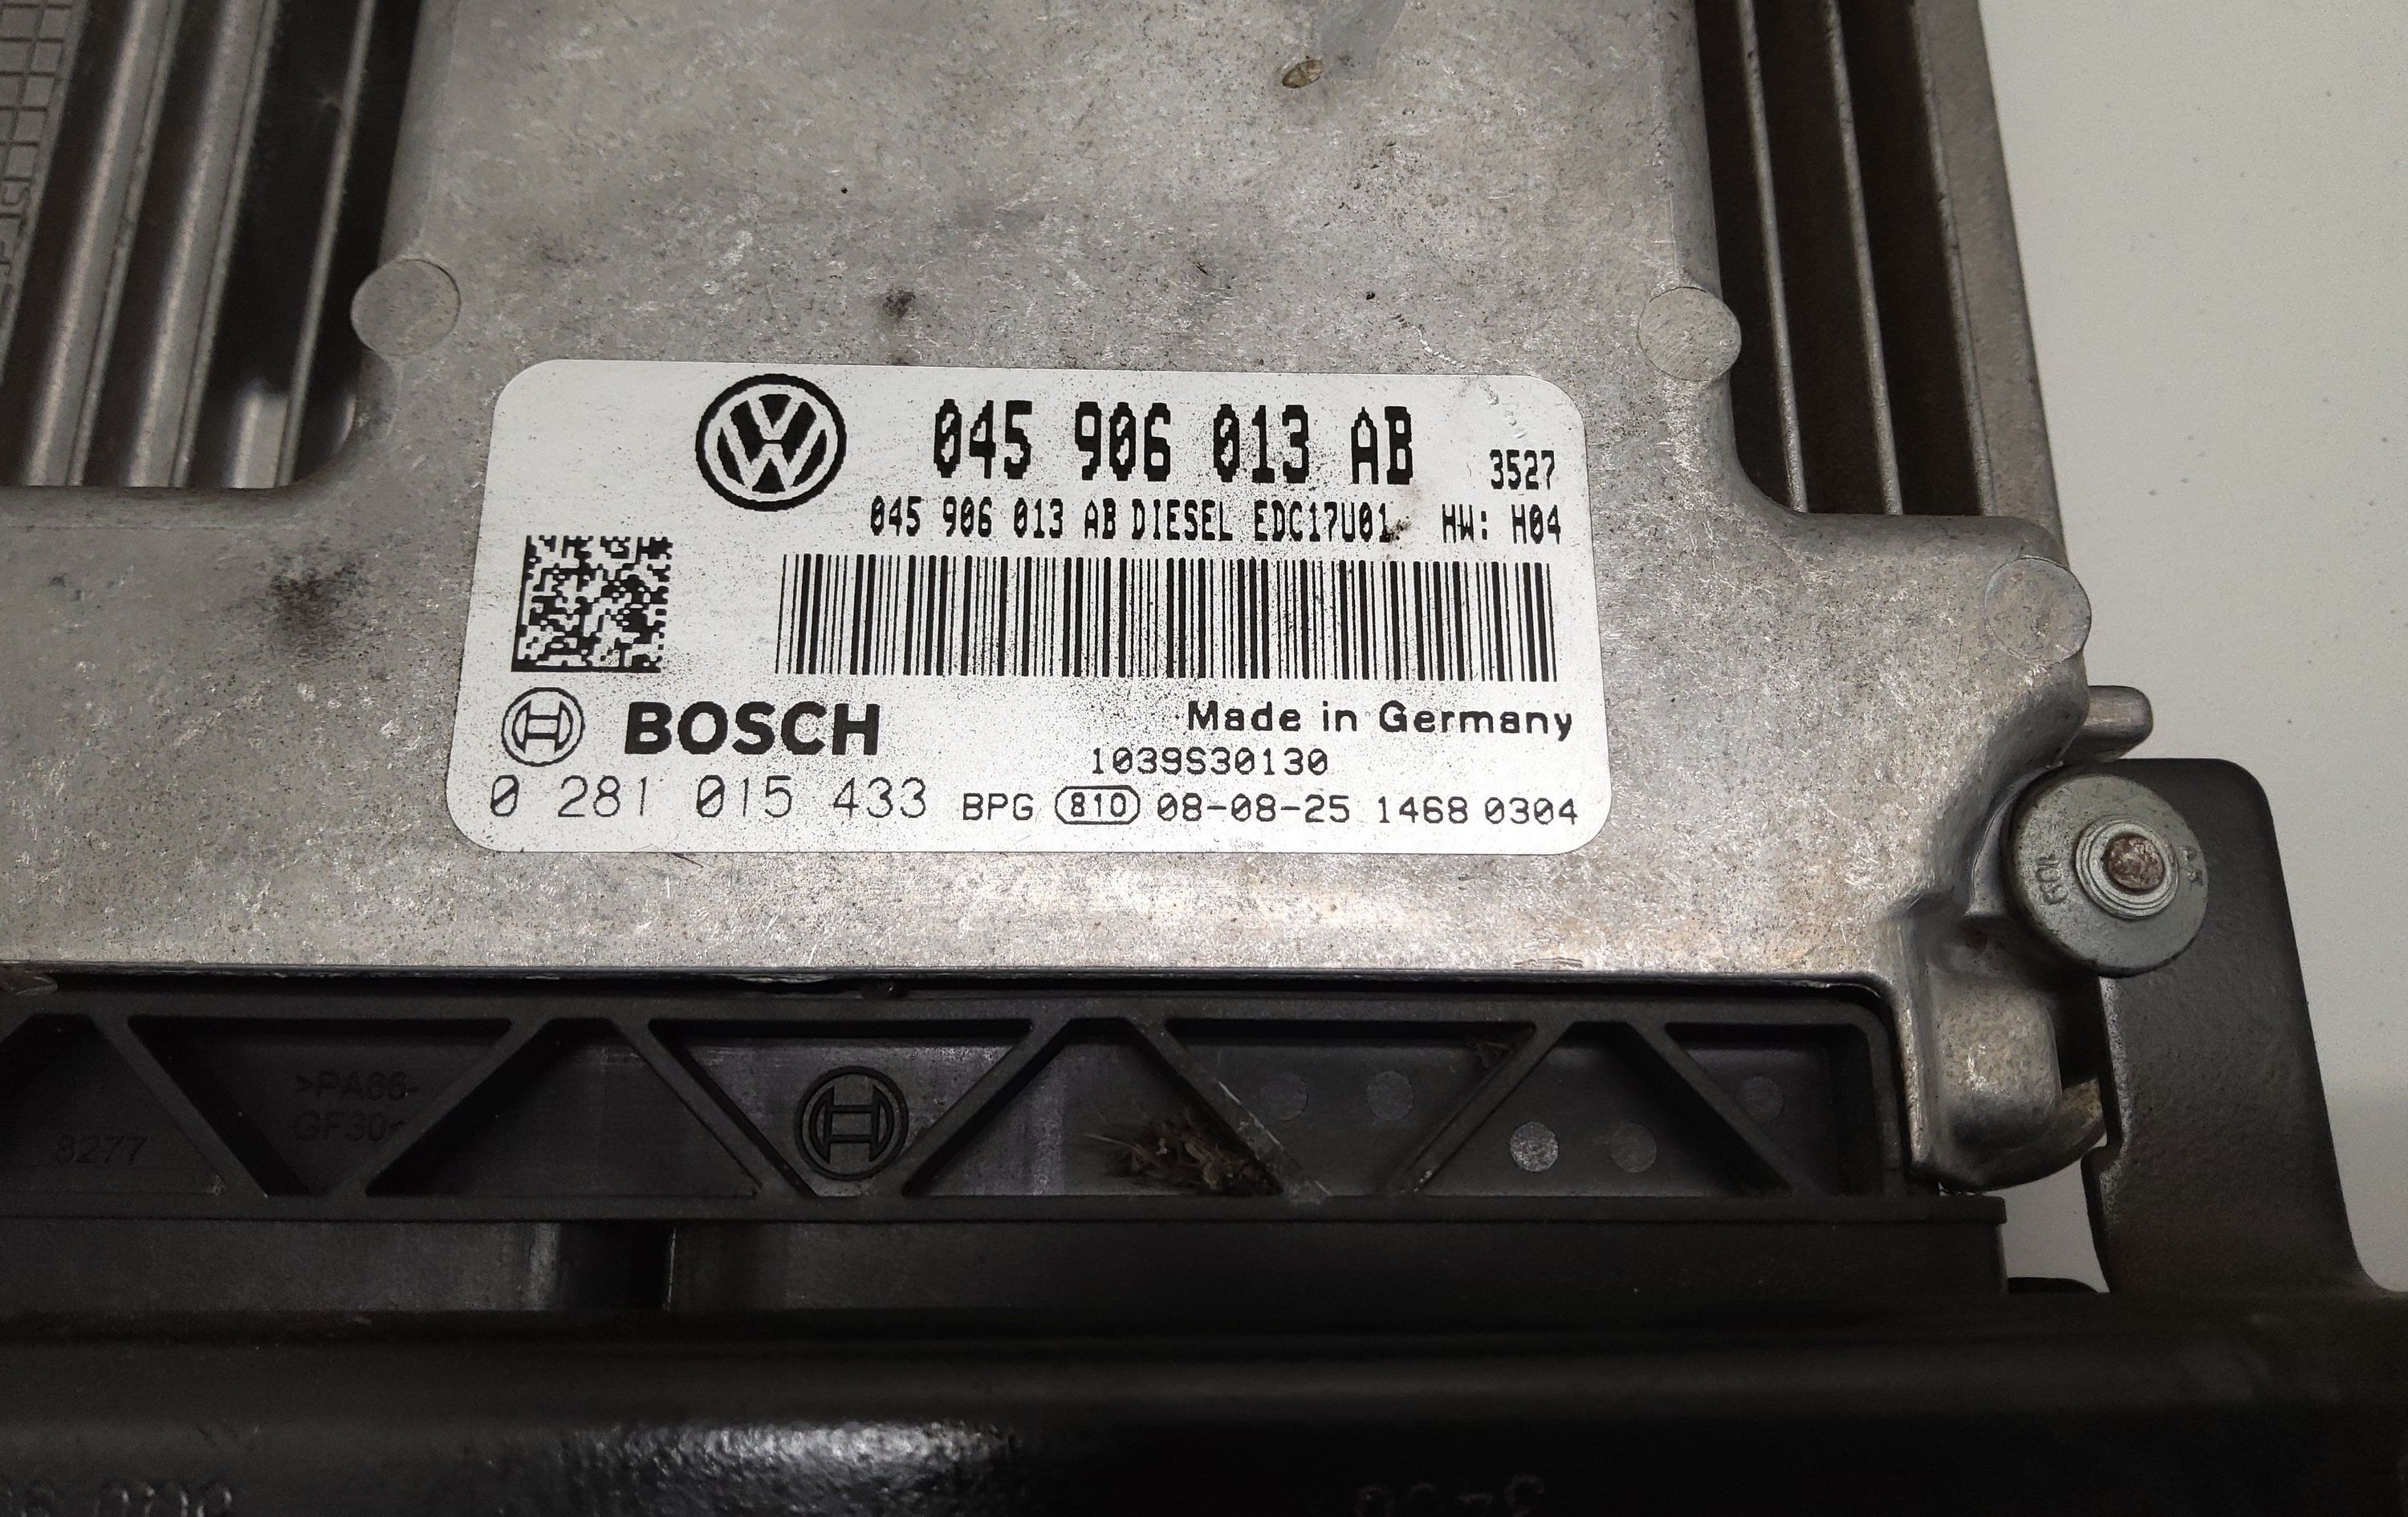 045 906 013 AB 3527
045 906 013 AB DIESEL EDC17U01 HW: H04
BOSCH
Made in Germany
1039S30130
0 281 015 433 BPG 810 08-08-25 1468 0304
>PA66-
GF30<
8277